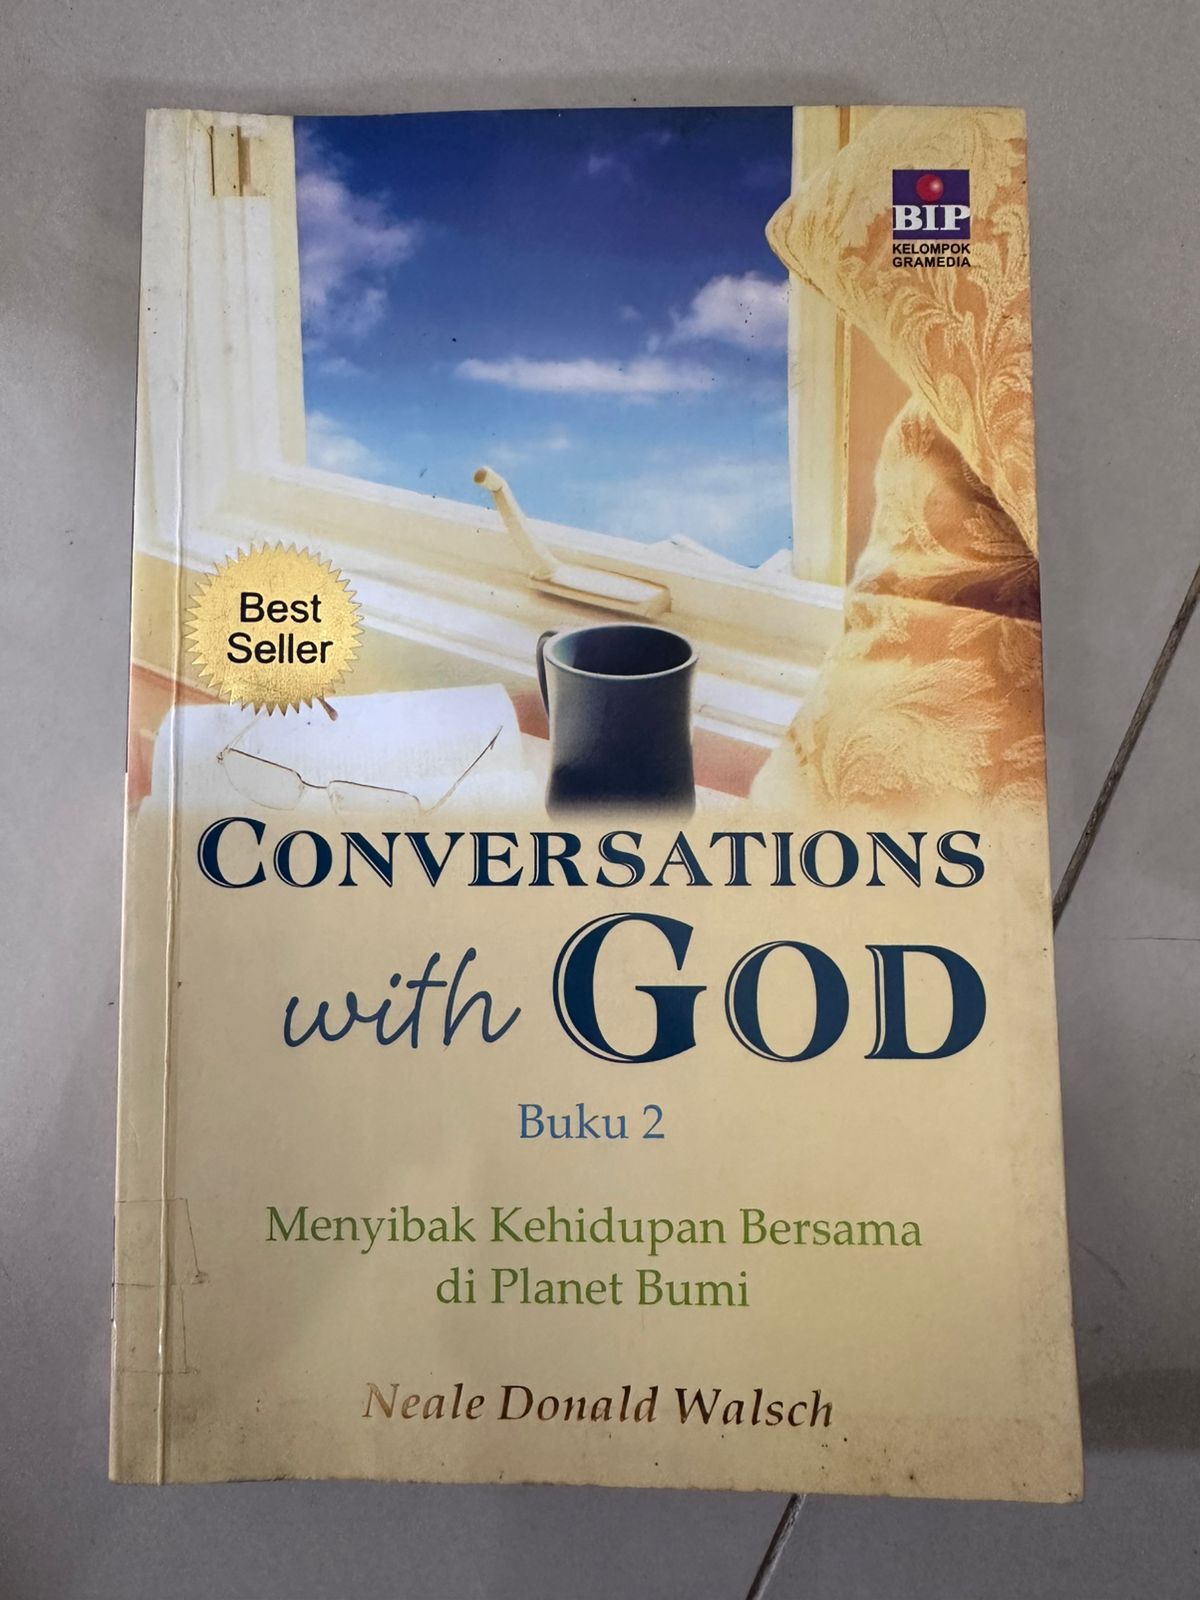 BIP
KELOMPOK
GRAMEDIA
Best
Seller
CONVERSATIONS
with GOD
Buku 2
Menyibak Kehidupan Bersama
di Planet Bumi
Neale Donald Walsch